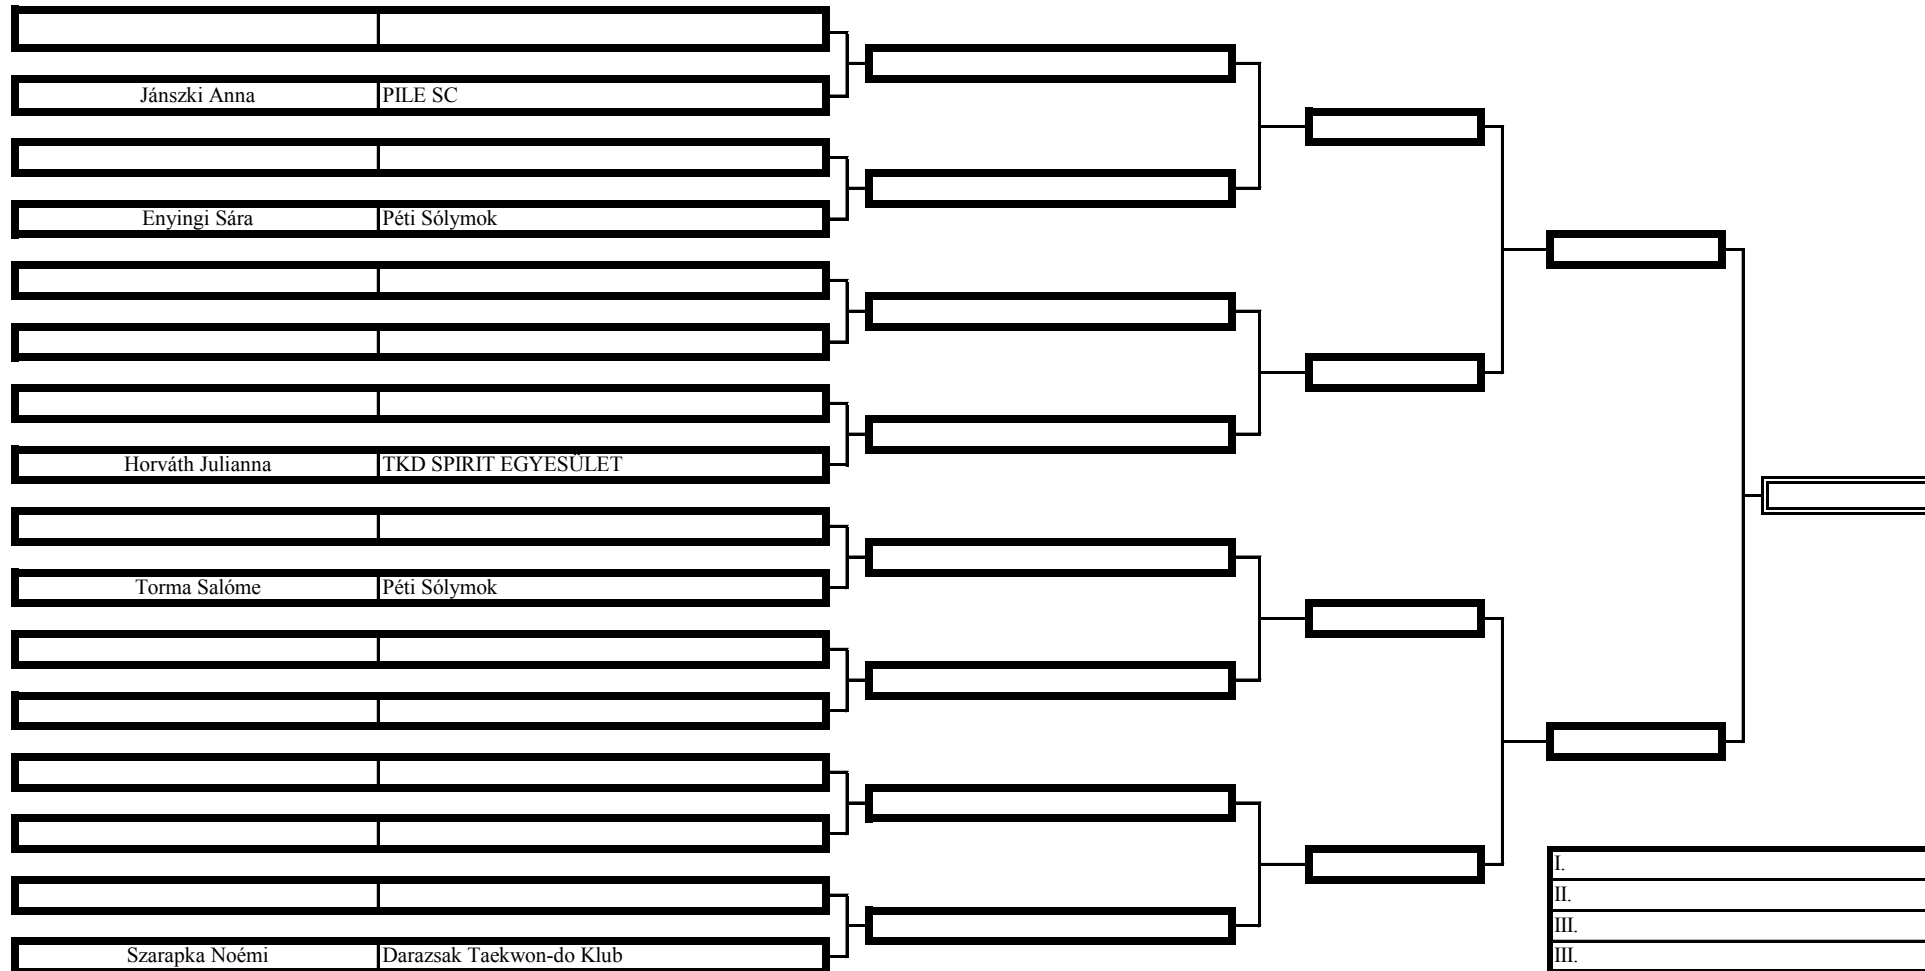 Jánszki Anna PILE SC
Enyingi Sára Péti Sólymok
Horváth Julianna TKD SPIRIT EGYESÜLET
Torma Salóme Péti Sólymok
Szarapka Noémi Darazsak Taekwon-do Klub
I.
II.
III.
III.